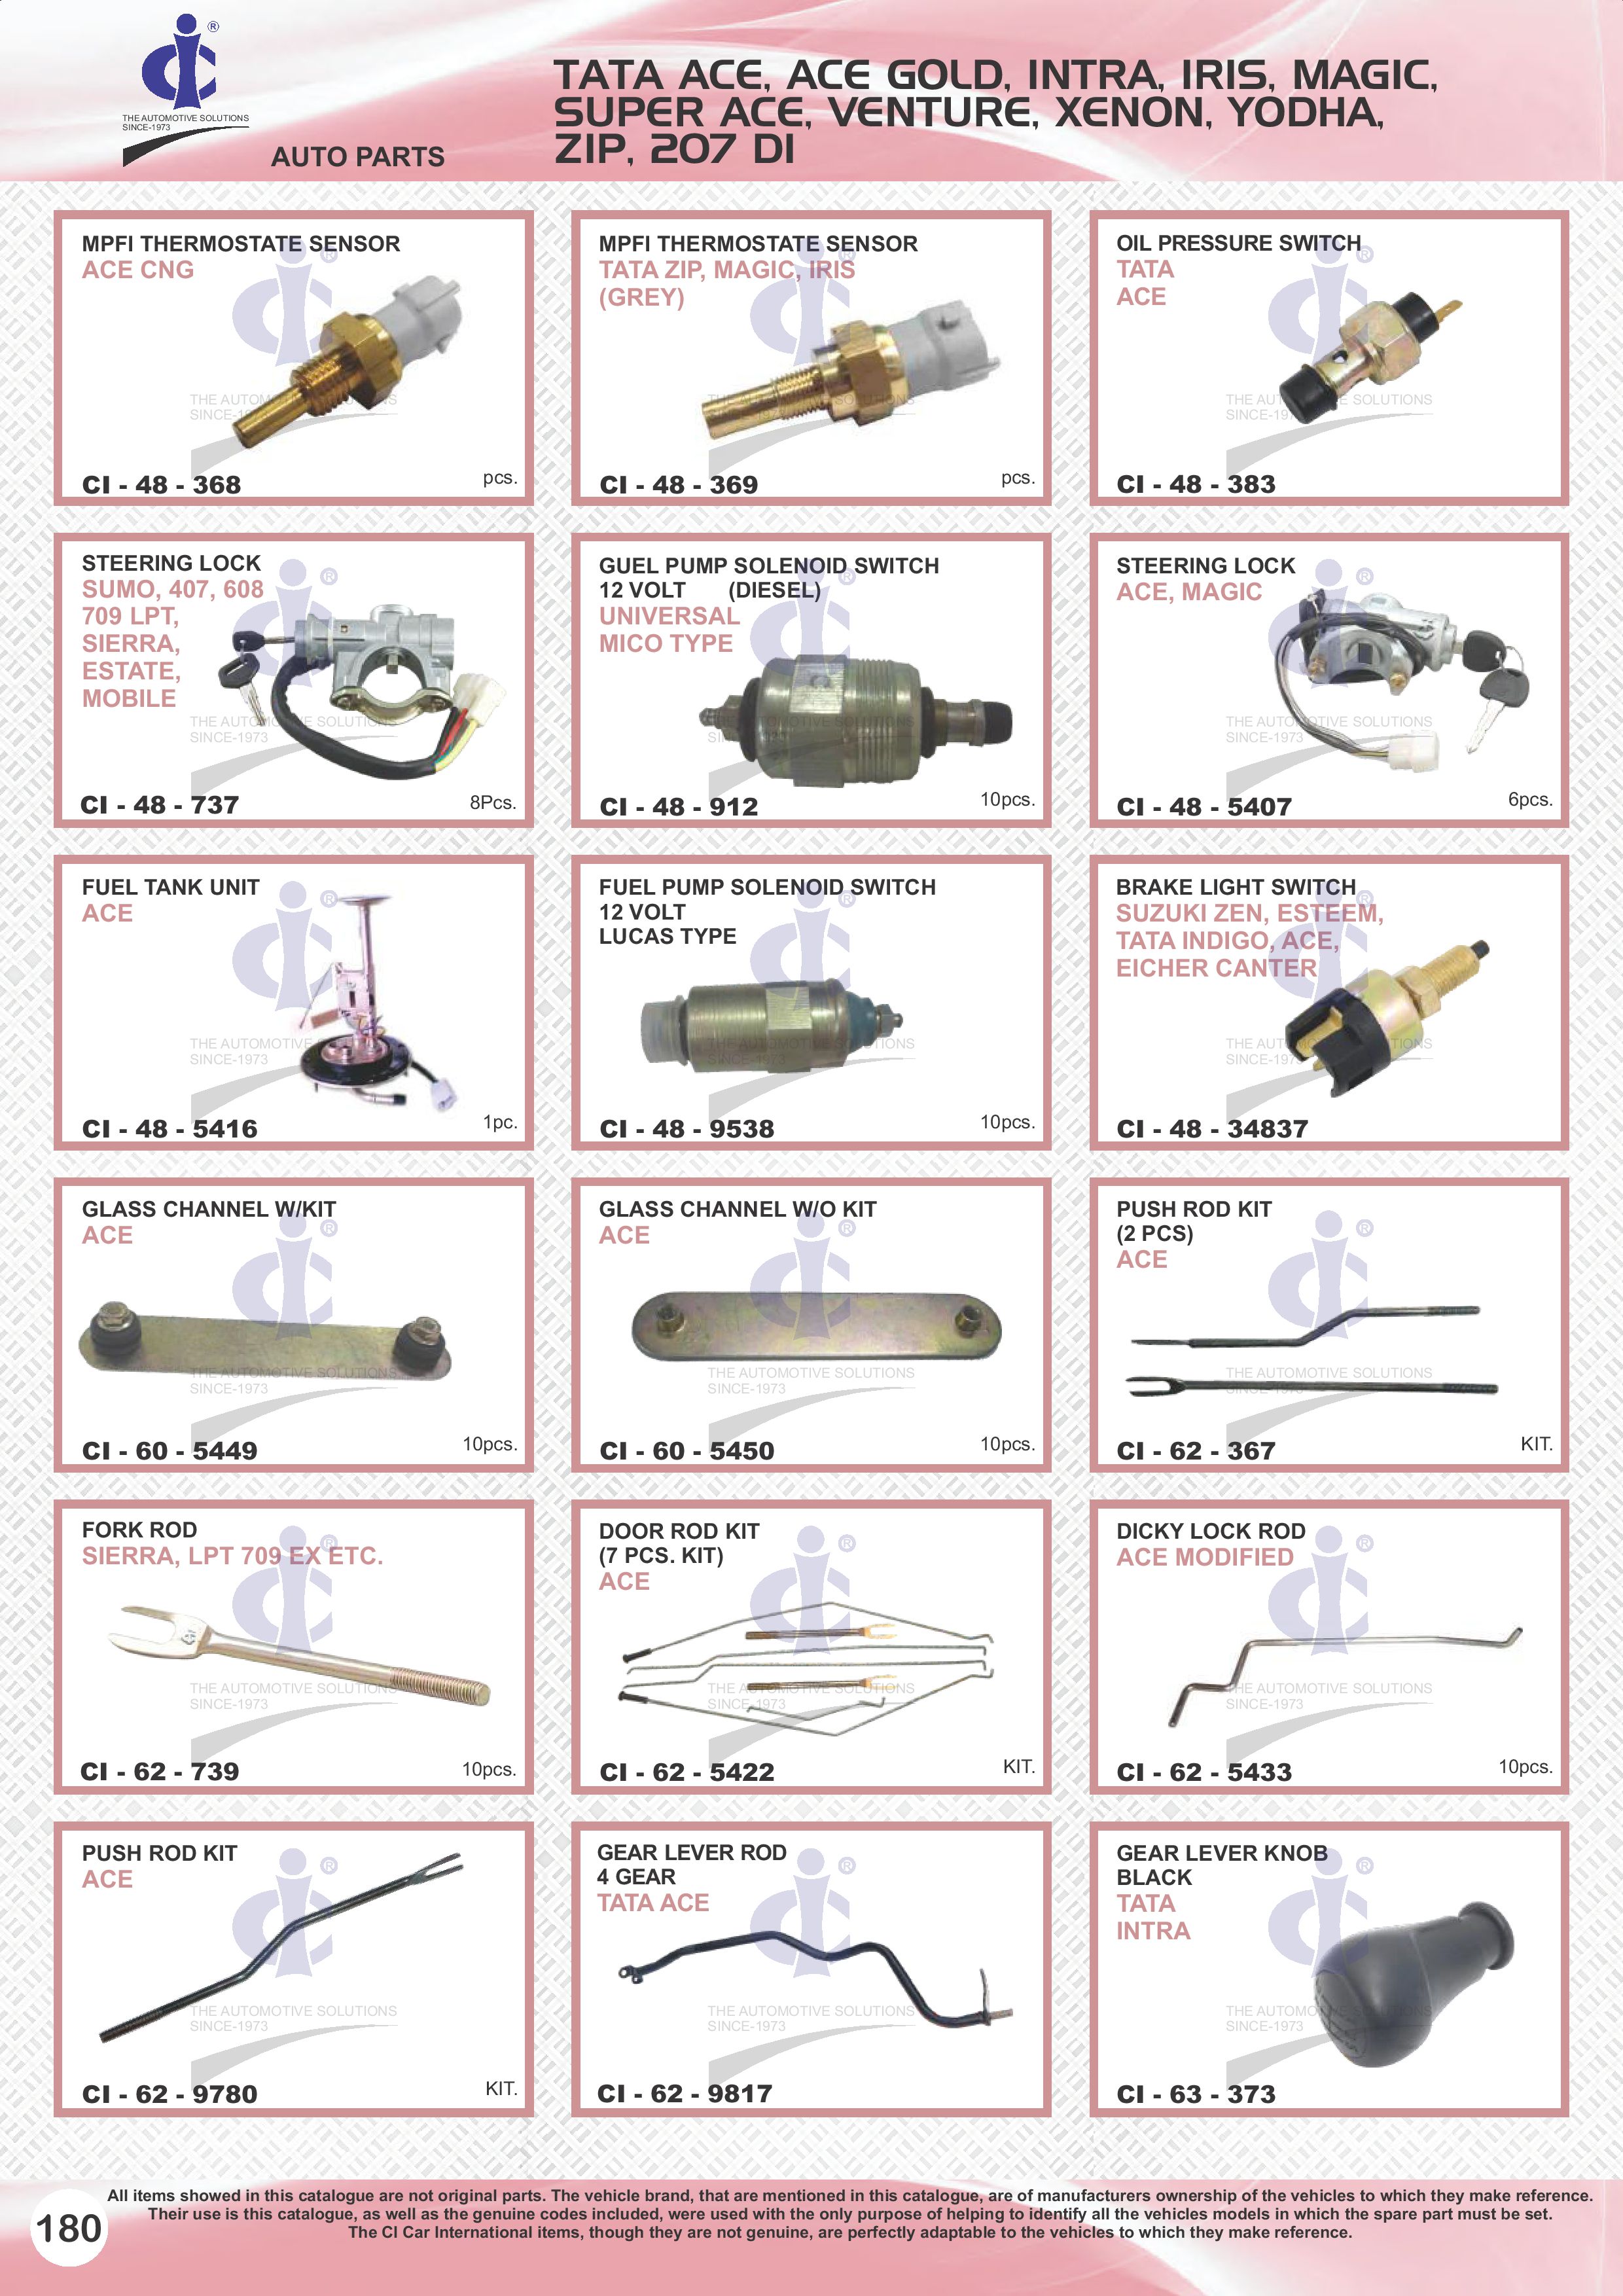 ®
THE AUTOMOTIVE SOLUTIONS
SINCE-1973
AUTO PARTS
TATA ACE, ACE GOLD, INTRA, IRIS, MAGIC,
SUPER ACE, VENTURE, XENON, YODHA,
ZIP, 207 DI
MPFI THERMOSTATE SENSOR
ACE CNG
CI - 48 - 368
pcs.
MPFI THERMOSTATE SENSOR
TATA ZIP, MAGIC, IRIS
(GREY)
CI - 48 - 369
pcs.
OIL PRESSURE SWITCH
TATA
ACE
CI - 48 - 383
STEERING LOCK
SUMO, 407, 608
709 LPT,
SIERRA,
ESTATE,
MOBILE
CI - 48 - 737
8Pcs.
GUEL PUMP SOLENOID SWITCH
12 VOLT (DIESEL)
UNIVERSAL
MICO TYPE
CI - 48 - 912
10pcs.
STEERING LOCK
ACE, MAGIC
CI - 48 - 5407
6pcs.
FUEL TANK UNIT
ACE
CI - 48 - 5416
1pc.
FUEL PUMP SOLENOID SWITCH
12 VOLT
LUCAS TYPE
CI - 48 - 9538
10pcs.
BRAKE LIGHT SWITCH
SUZUKI ZEN, ESTEEM,
TATA INDIGO, ACE,
EICHER CANTER
CI - 48 - 34837
GLASS CHANNEL W/KIT
ACE
CI - 60 - 5449
10pcs.
GLASS CHANNEL W/O KIT
ACE
CI - 60 - 5450
10pcs.
PUSH ROD KIT
(2 PCS)
ACE
CI - 62 - 367
KIT.
FORK ROD
SIERRA, LPT 709 EX ETC.
CI - 62 - 739
10pcs.
DOOR ROD KIT
(7 PCS. KIT)
ACE
CI - 62 - 5422
KIT.
DICKY LOCK ROD
ACE MODIFIED
CI - 62 - 5433
10pcs.
PUSH ROD KIT
ACE
CI - 62 - 9780
KIT.
GEAR LEVER ROD
4 GEAR
TATA ACE
CI - 62 - 9817
GEAR LEVER KNOB
BLACK
TATA
INTRA
CI - 63 - 373
180
All items showed in this catalogue are not original parts. The vehicle brand, that are mentioned in this catalogue, are of manufacturers ownership of the vehicles to which they make reference.
Their use is this catalogue, as well as the genuine codes included, were used with the only purpose of helping to identify all the vehicles models in which the spare part must be set.
The CI Car International items, though they are not genuine, are perfectly adaptable to the vehicles to which they make reference.